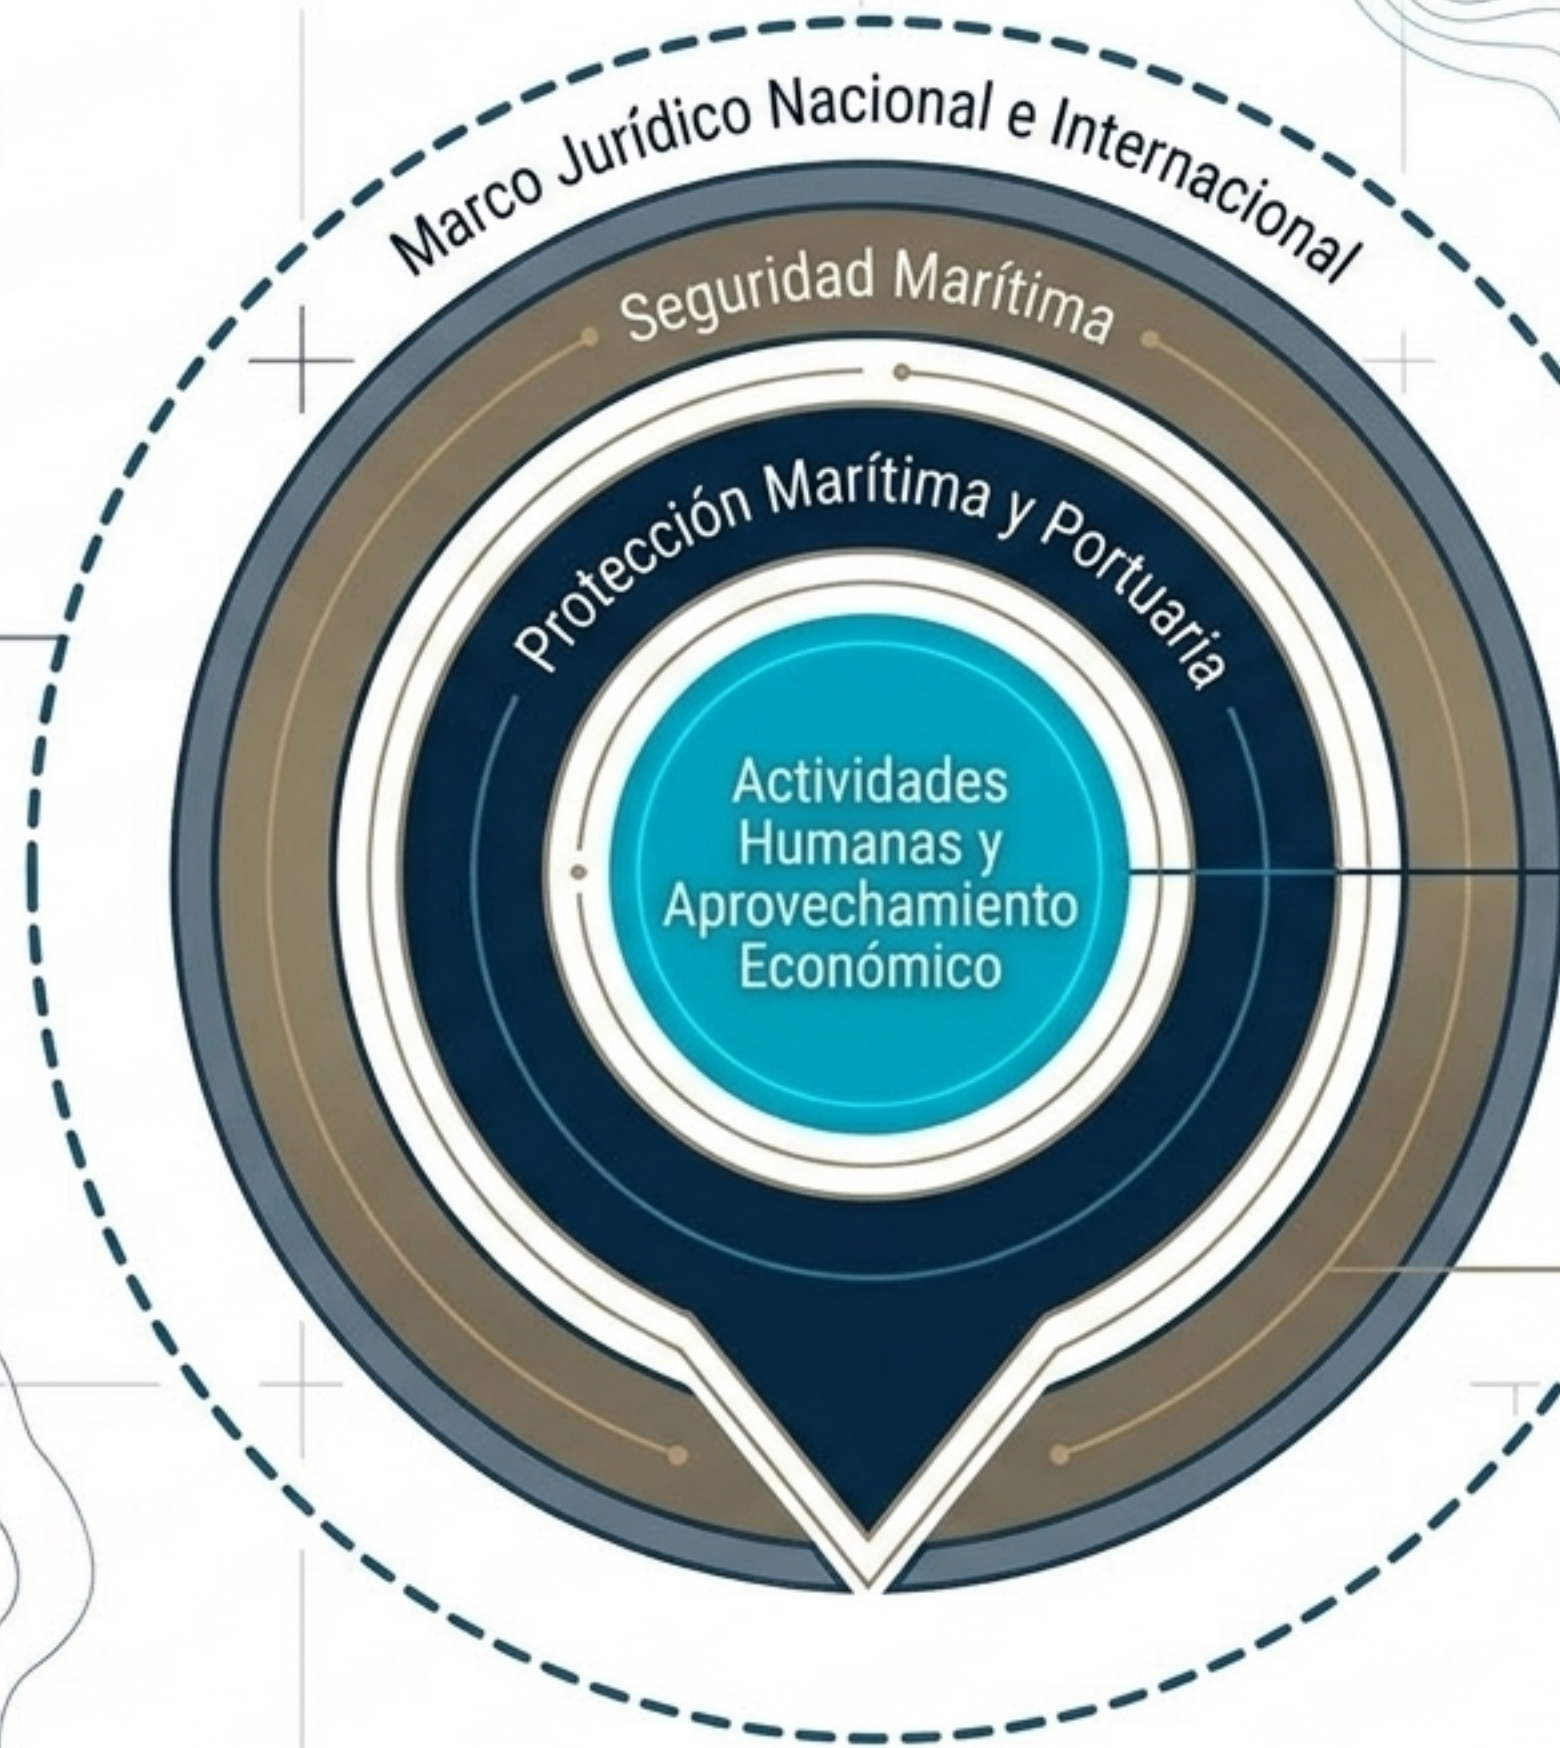 Marco Jurídico Nacional e Internacional
Seguridad Marítima
Protección Marítima y Portuaria
Actividades
Humanas y
Aprovechamiento
Económico